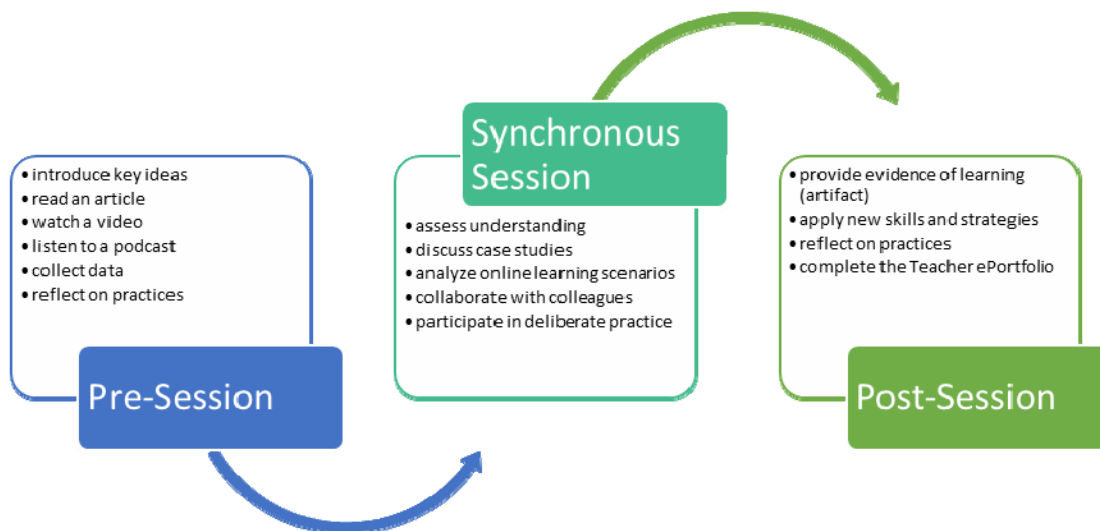 • introduce key ideas
• read an article
• watch a video
• listen to a podcast
• collect data
• reflect on practices
Pre-Session
Synchronous
Session
• assess understanding
• discuss case studies
• analyze online learning scenarios
• collaborate with colleagues
• participate in deliberate practice
• provide evidence of learning
(artifact)
• apply new skills and strategies
• reflect on practices
• complete the Teacher ePortfolio
Post-Session